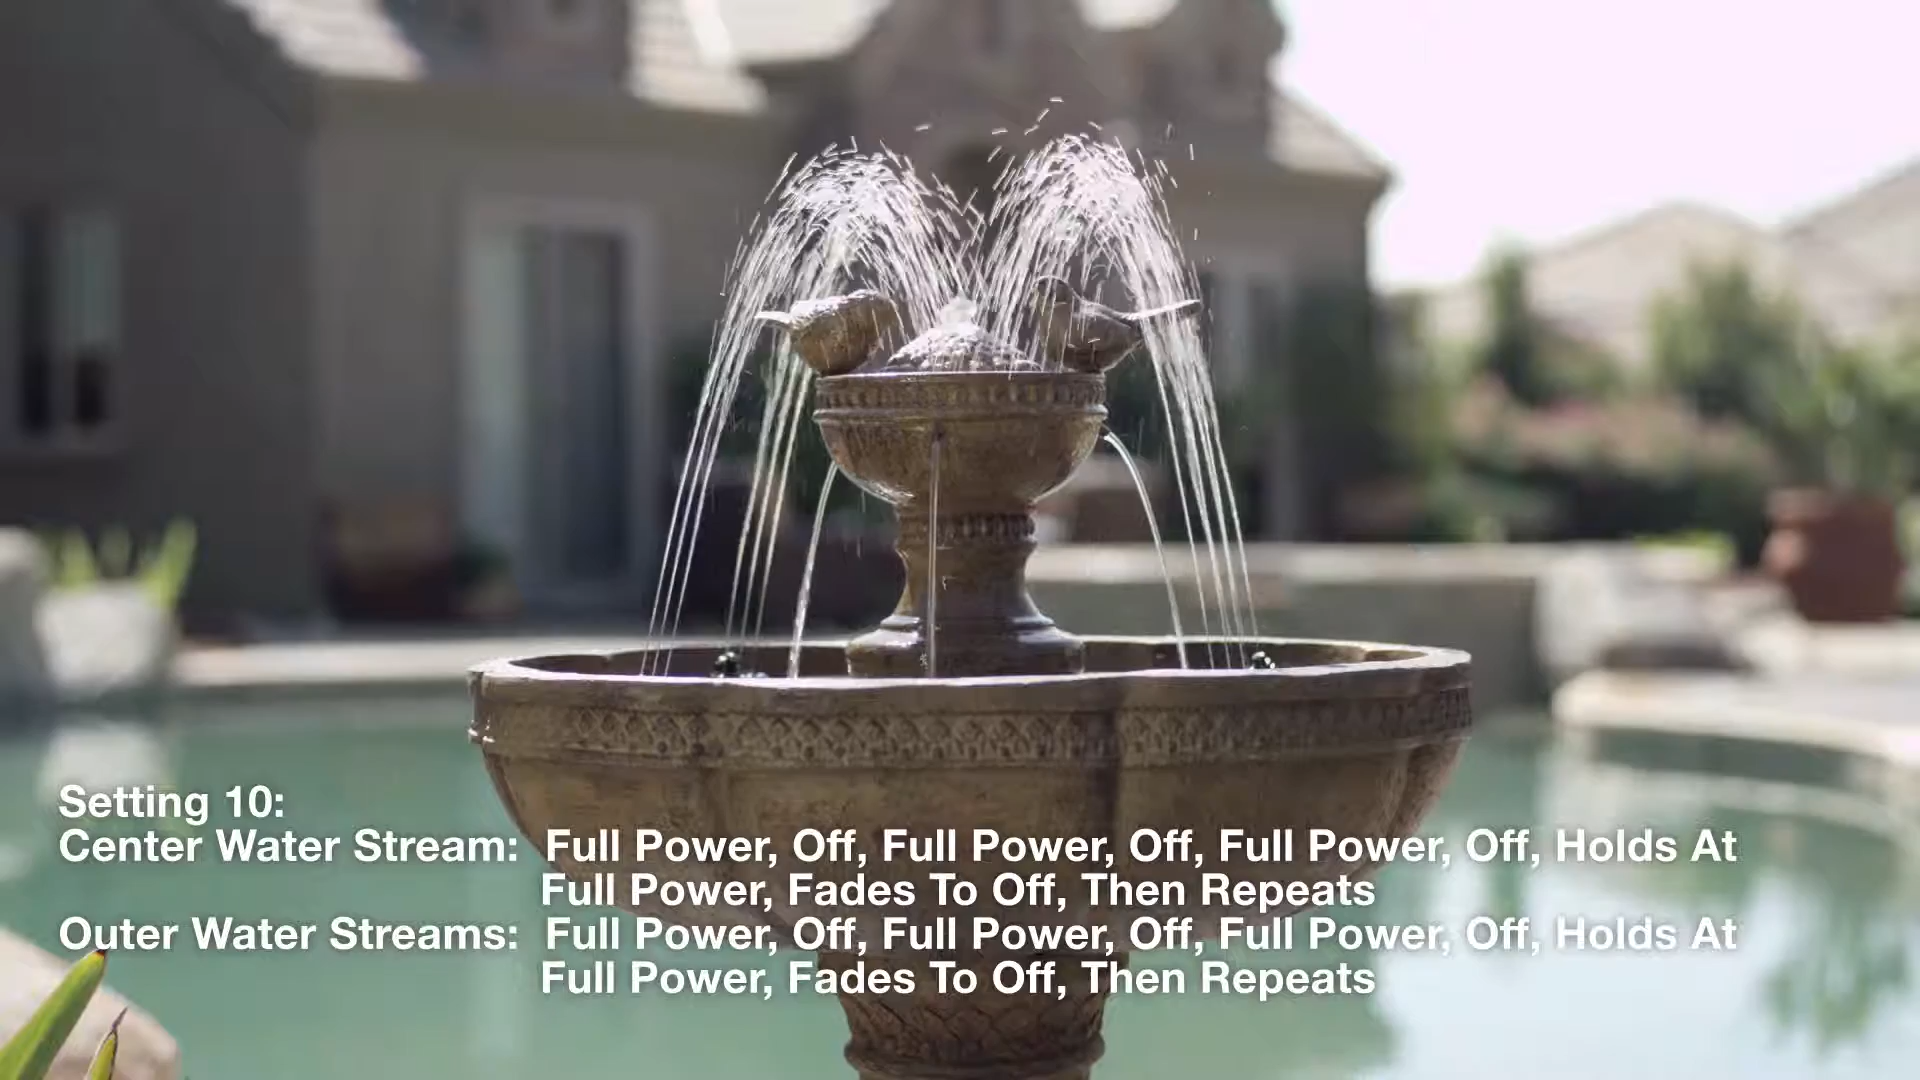 Setting 10:
Center Water Stream: Full Power, Off, Full Power, Off, Full Power, Off, Holds At
Full Power, Fades To Off, Then Repeats
Outer Water Streams: Full Power, Off, Full Power, Off, Full Power, Off, Holds At
Full Power, Fades To Off, Then Repeats